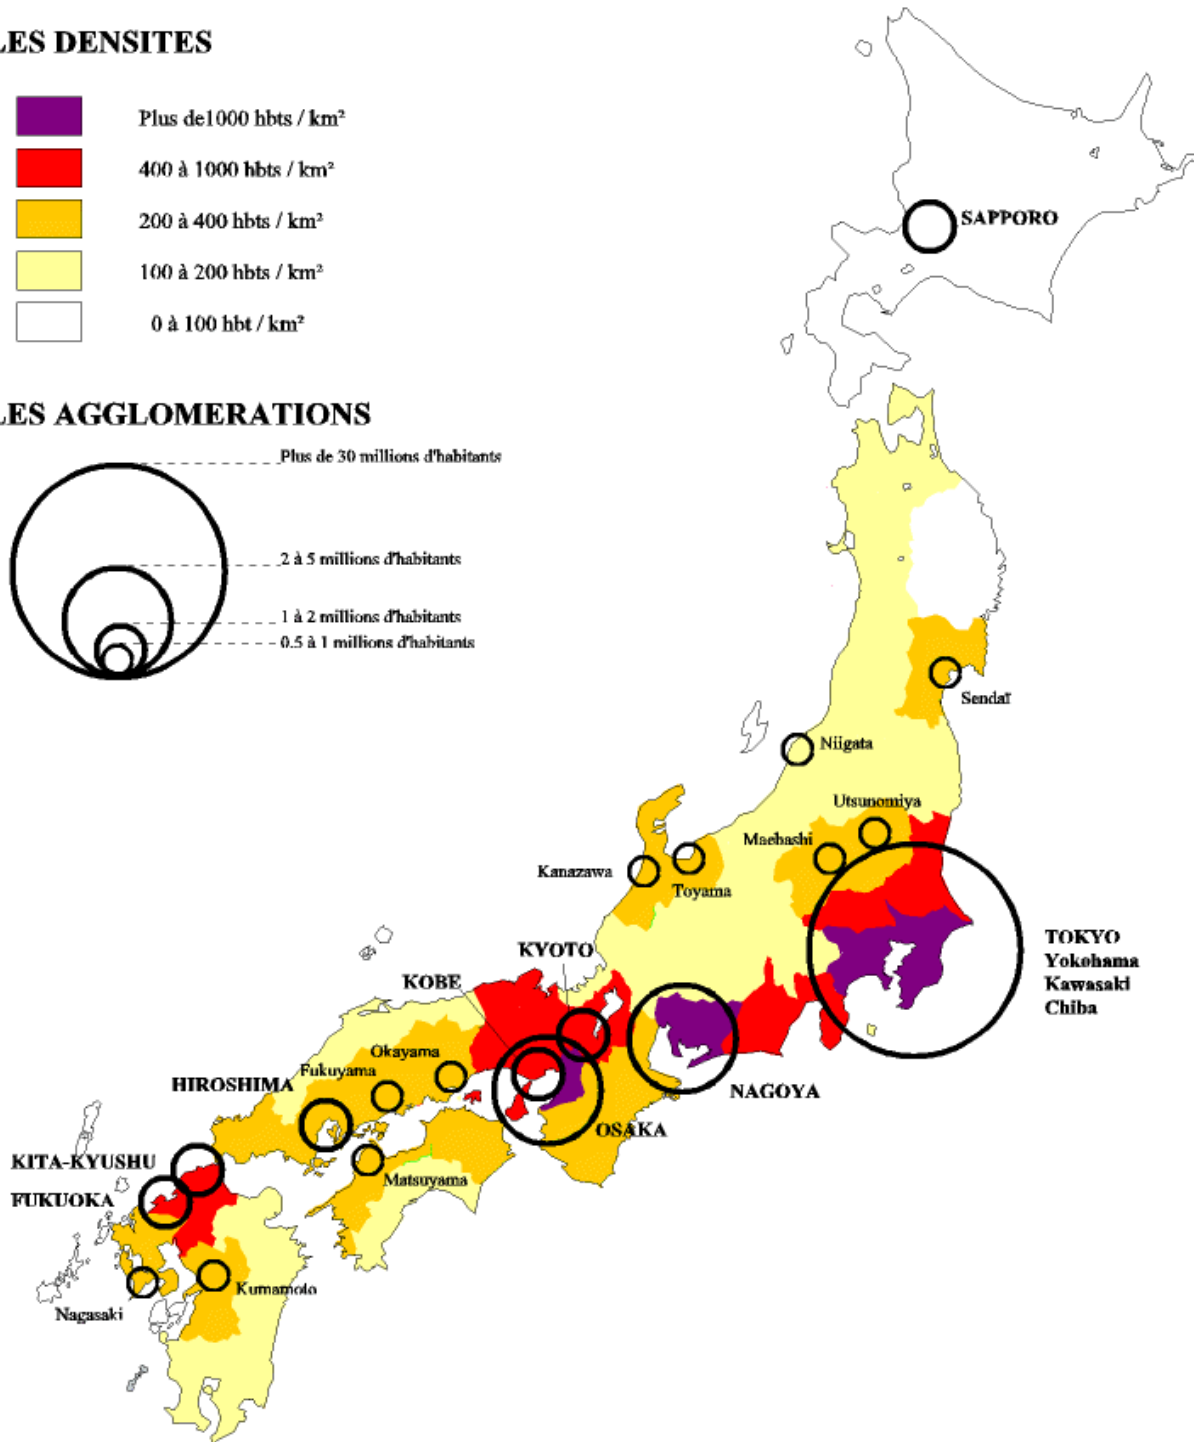 LES DENSITES
Plus de1000 hbts / km²
400 à 1000 hbts / km²
200 à 400 hbts / km²
100 à 200 hbts / km²
0 à 100 hbt / km²
SAPPORO
LES AGGLOMERATIONS
Plus de 30 millions d'habitants
2 à 5 millions d'habitants
1 à 2 millions d'habitants
0.5 à 1 millions d'habitants
Sendaï
Niigata
Utsunomiya
Maebashi
Kanazawa
Toyama
TOKYO
Yokohama
Kawasaki
Chiba
KYOTO
KOBE
Okayama
Fukuyama
HIROSHIMA
NAGOYA
OSAKA
KITA-KYUSHU
Matsuyama
FUKUOKA
Kumamoto
Nagasaki